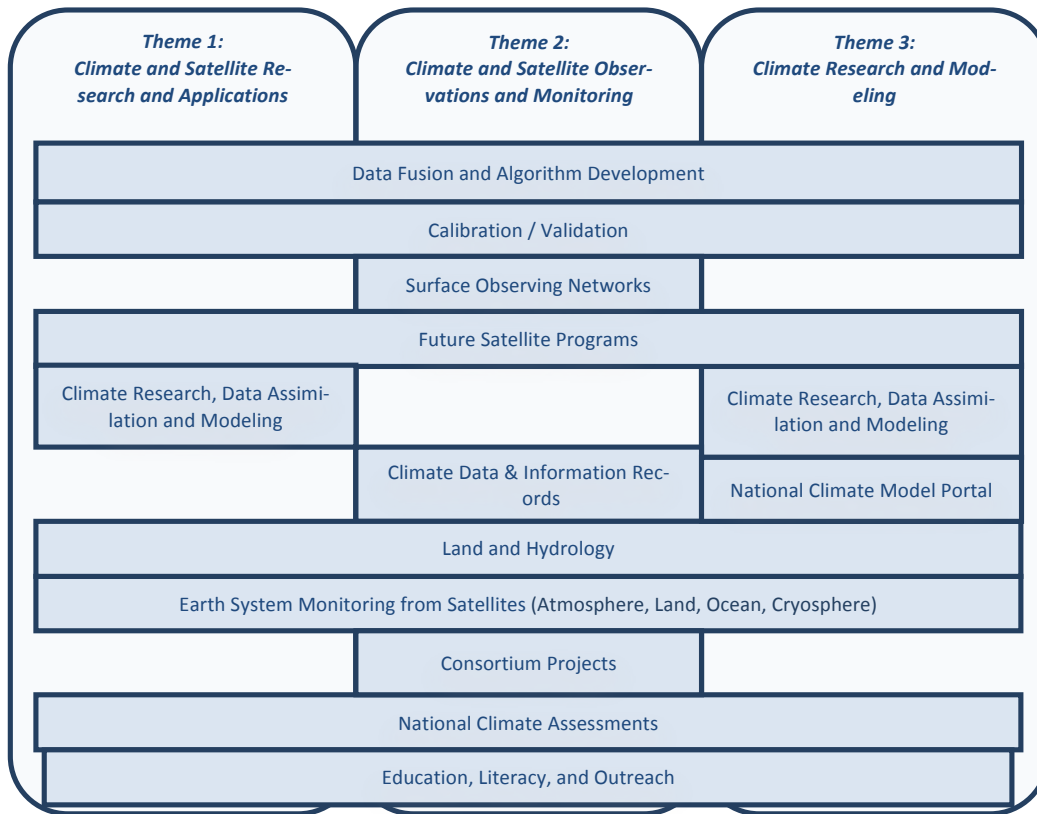 Theme 1:
Climate and Satellite Re-
search and Applications
Theme 2:
Climate and Satellite Obser-
vations and Monitoring
Theme 3:
Climate Research and Mod-
eling
Data Fusion and Algorithm Development
Calibration / Validation
Surface Observing Networks
Future Satellite Programs
Climate Research, Data Assimi-
lation and Modeling
Climate Research, Data Assimi-
lation and Modeling
Climate Data & Information Rec-
ords
National Climate Model Portal
Land and Hydrology
Earth System Monitoring from Satellites (Atmosphere, Land, Ocean, Cryosphere)
Consortium Projects
National Climate Assessments
Education, Literacy, and Outreach